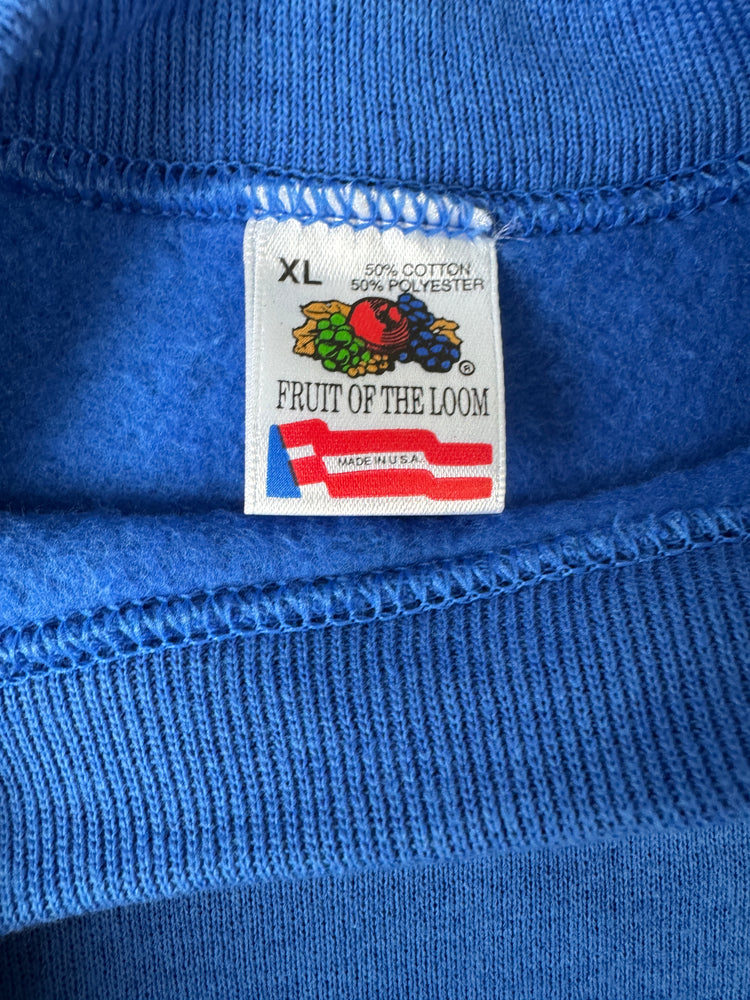 XL
50% COTTON
50% POLYESTER
®
FRUIT OF THE LOOM
MADE IN U.S.A.